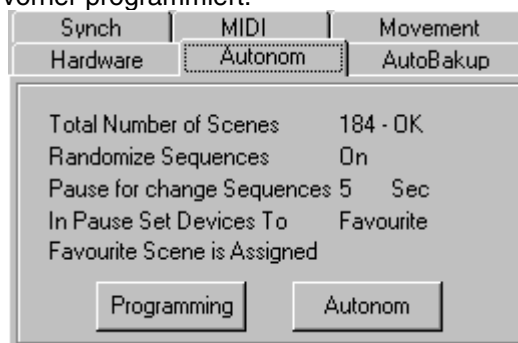 vorher programmiert.
Synch MIDI Movement
Hardware Autonom AutoBakup
Total Number of Scenes 184 - OK
Randomize Sequences On
Pause for change Sequences 5 Sec
In Pause Set Devices To Favourite
Favourite Scene is Assigned
Programming Autonom